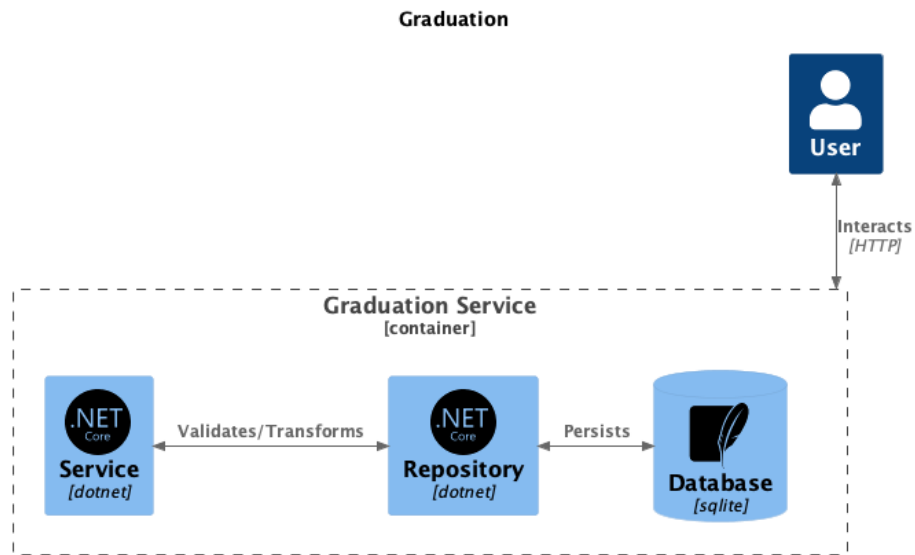 Graduation
User
Interacts
[HTTP]
Graduation Service
[container]
.NET
Core
Service
[dotnet]
Validates/Transforms
.NET
Core
Repository
[dotnet]
Persists
Database
[sqlite]